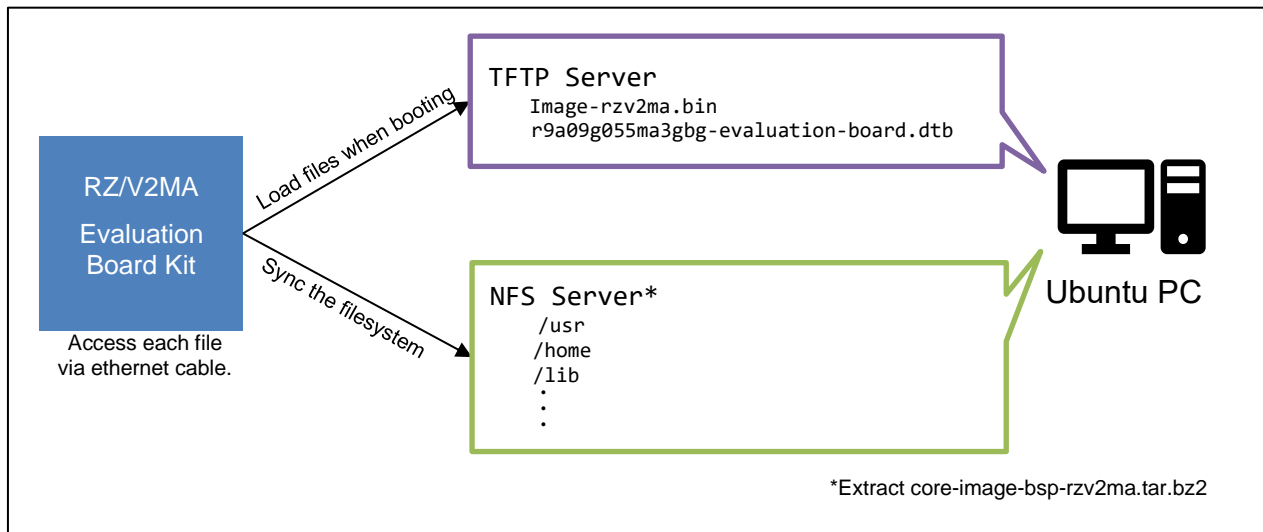 TFTP Server
Image-rzv2ma.bin
r9a09g055ma3gbg-evaluation-board.dtb
Load files when booting
RZ/V2MA
Evaluation
Board Kit
Sync the filesystem
Access each file
via ethernet cable.
NFS Server*
/usr
/home
/lib
.
.
.
Ubuntu PC
*Extract core-image-bsp-rzv2ma.tar.bz2